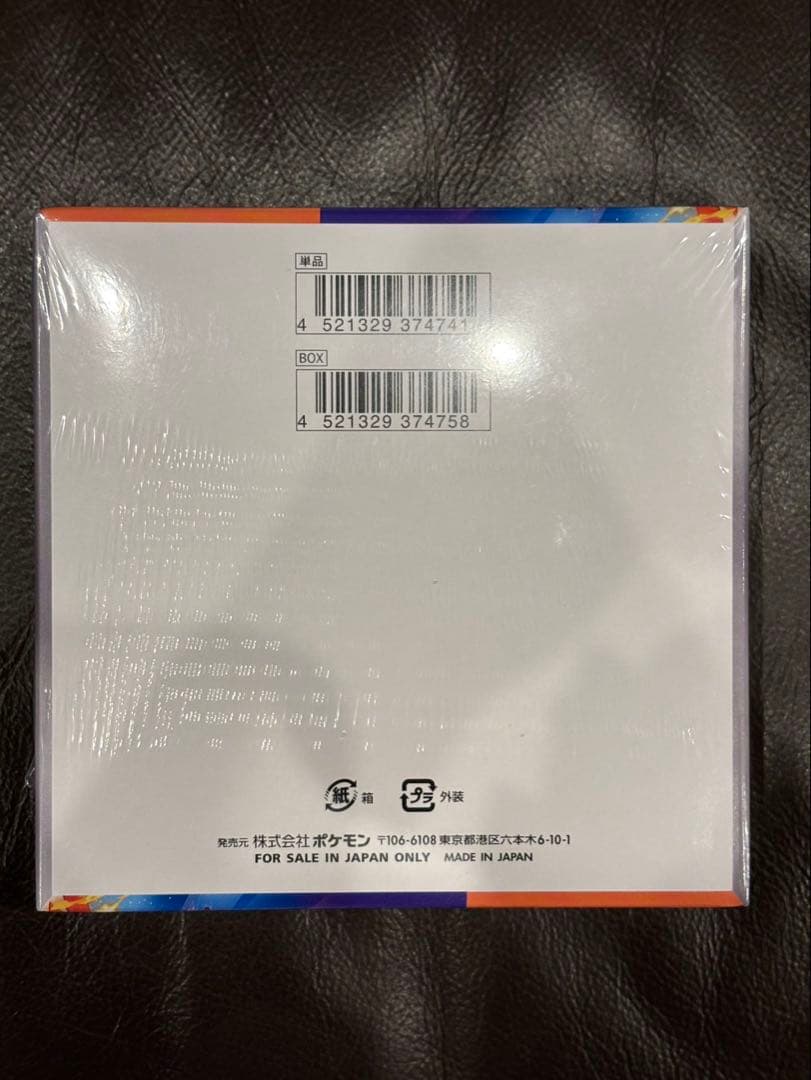 単品
4 521329 374741
BOX
4 521329 374758
紙 箱 プラ 外装
発売元 株式会社ポケモン 〒106-6108 東京都港区六本木6-10-1
FOR SALE IN JAPAN ONLY MADE IN JAPAN